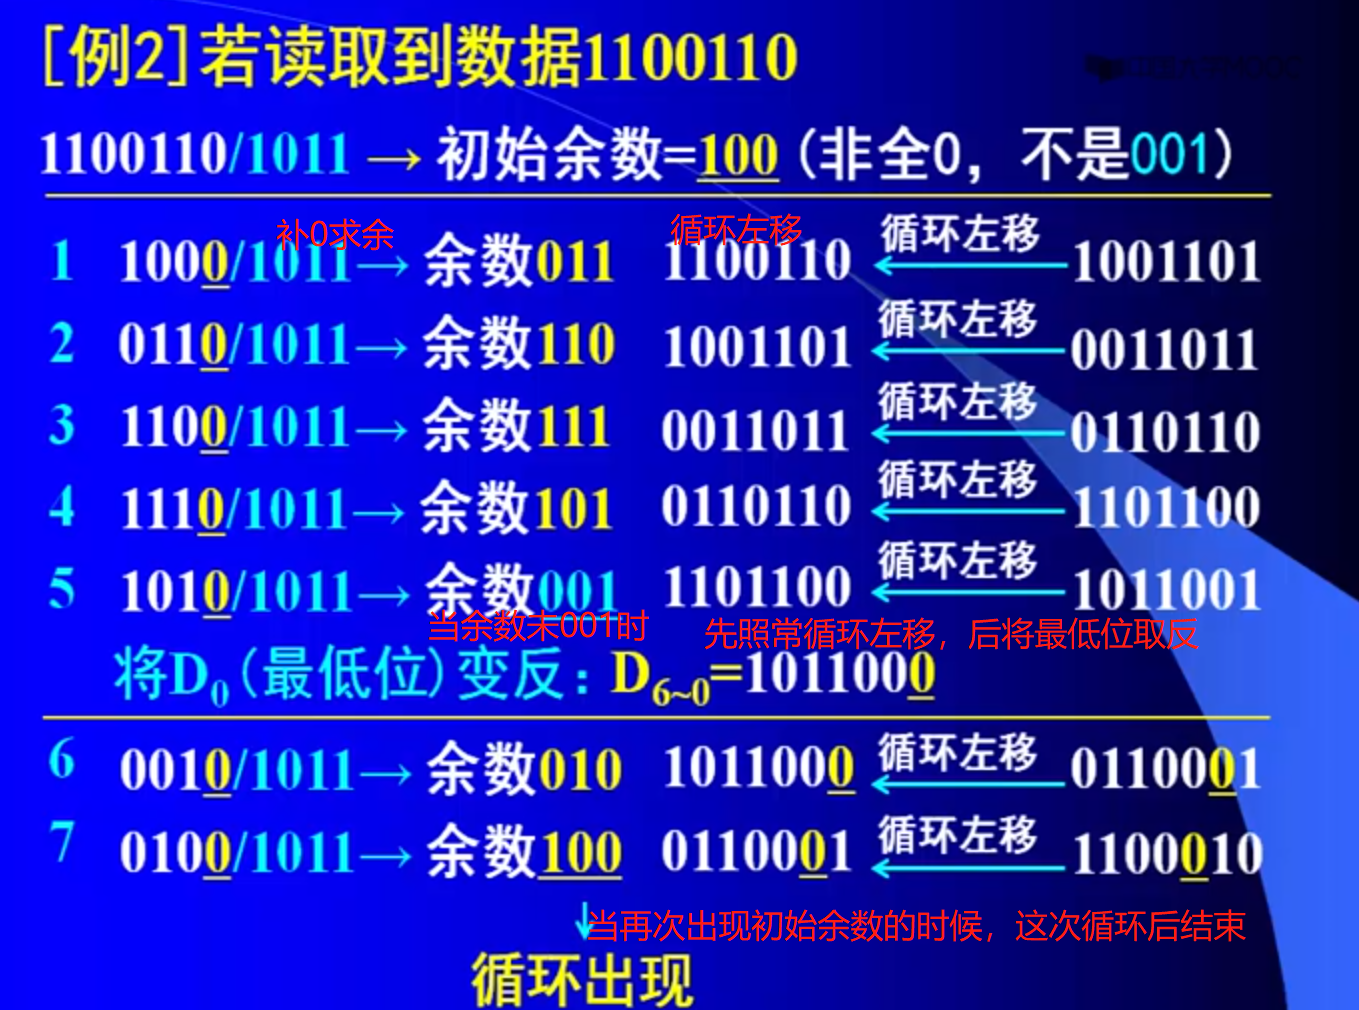 [例2]若读取到数据1100110
1100110/1011 → 初始余数=100 (非全0，不是001)
补0求余
循环左移
1 1000/1011→ 余数011 1100110 循环左移 1001101
2 0110/1011→ 余数110 1001101 循环左移 0011011
3 1100/1011→ 余数111 0011011 循环左移 0110110
4 1110/1011→ 余数101 0110110 循环左移 1101100
5 1010/1011→ 余数001 1101100 循环左移 1011001
当余数未001时
先照常循环左移，后将最低位取反
将D0(最低位)变反：D6~0=1011000
6 0010/1011→ 余数010 1011000 循环左移 0110001
7 0100/1011→ 余数100 0110001 循环左移 1100010
当再次出现初始余数的时候，这次循环后结束
循环出现